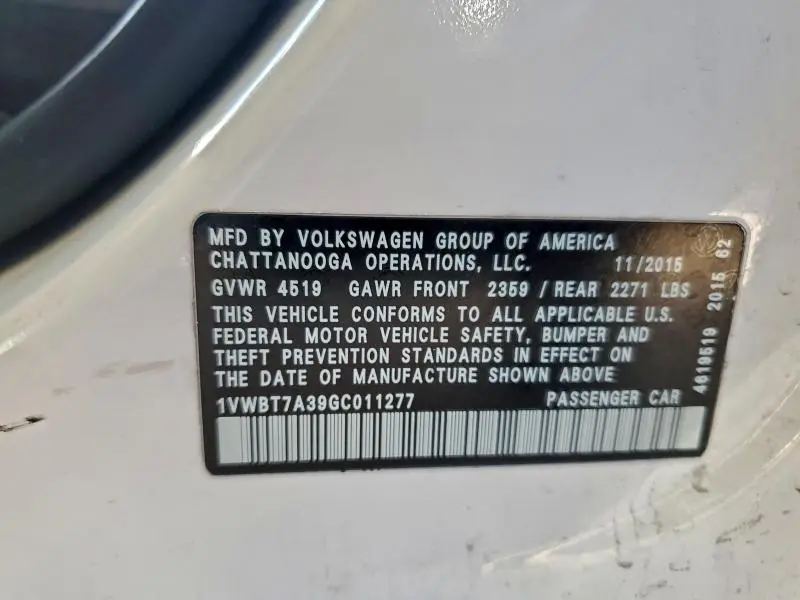 MFD BY VOLKSWAGEN GROUP OF AMERICA
CHATTANOOGA OPERATIONS, LLC. 11/2015
GVWR 4519 GAWR FRONT 2359 / REAR 2271 LBS
THIS VEHICLE CONFORMS TO ALL APPLICABLE U.S.
FEDERAL MOTOR VEHICLE SAFETY, BUMPER AND
THEFT PREVENTION STANDARDS IN EFFECT ON
THE DATE OF MANUFACTURE SHOWN ABOVE
1VWBT7A39GC011277 PASSENGER CAR
4619519 2015 62